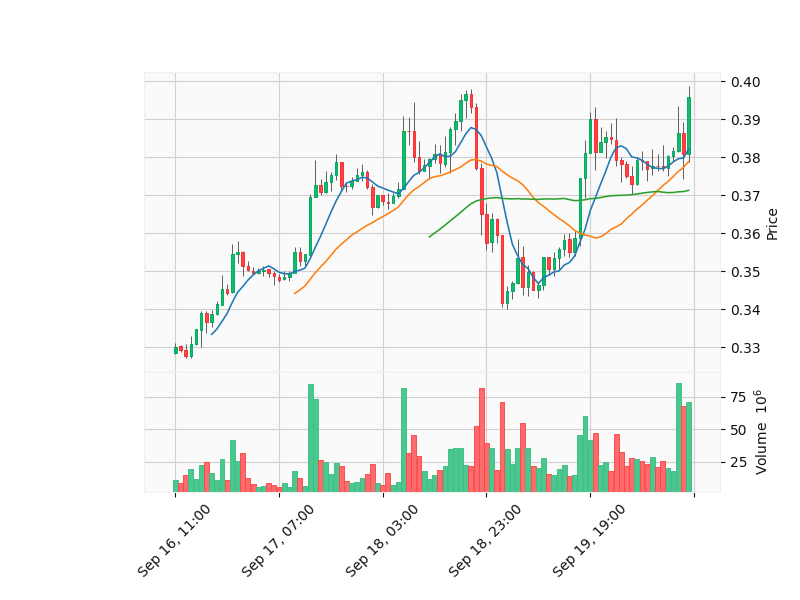 0.40
0.39
0.38
0.37
0.36
0.35
0.34
0.33
Price
75
50
25
Volume 10⁶
Sep 16, 11:00
Sep 17, 07:00
Sep 18, 03:00
Sep 18, 23:00
Sep 19, 19:00